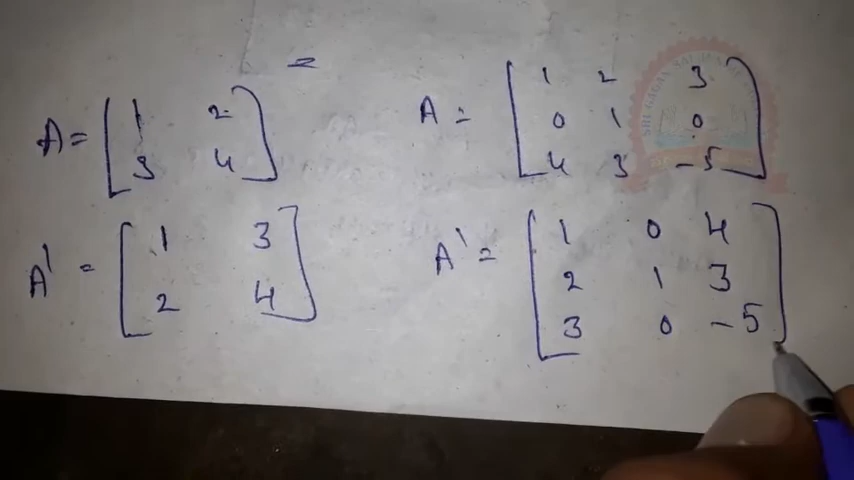 =
A = [ 1 2
3 4 ]
A' = [ 1 3
2 4 ]
A = [ 1 2 3
0 1 0
4 3 -5 ]
A' = [ 1 0 4
2 1 3
3 0 -5 ]